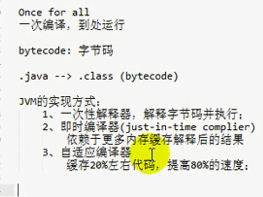 Once for all
一次编译，到处运行
bytecode: 字节码
.java --> .class (bytecode)
JVM的实现方式：
1、一次性解释器，解释字节码并执行；
2、即时编译器(just-in-time complier)
依赖于更多内存缓存解释后的结果
3、自适应编译器
缓存20%左右代码，提高80%的速度；